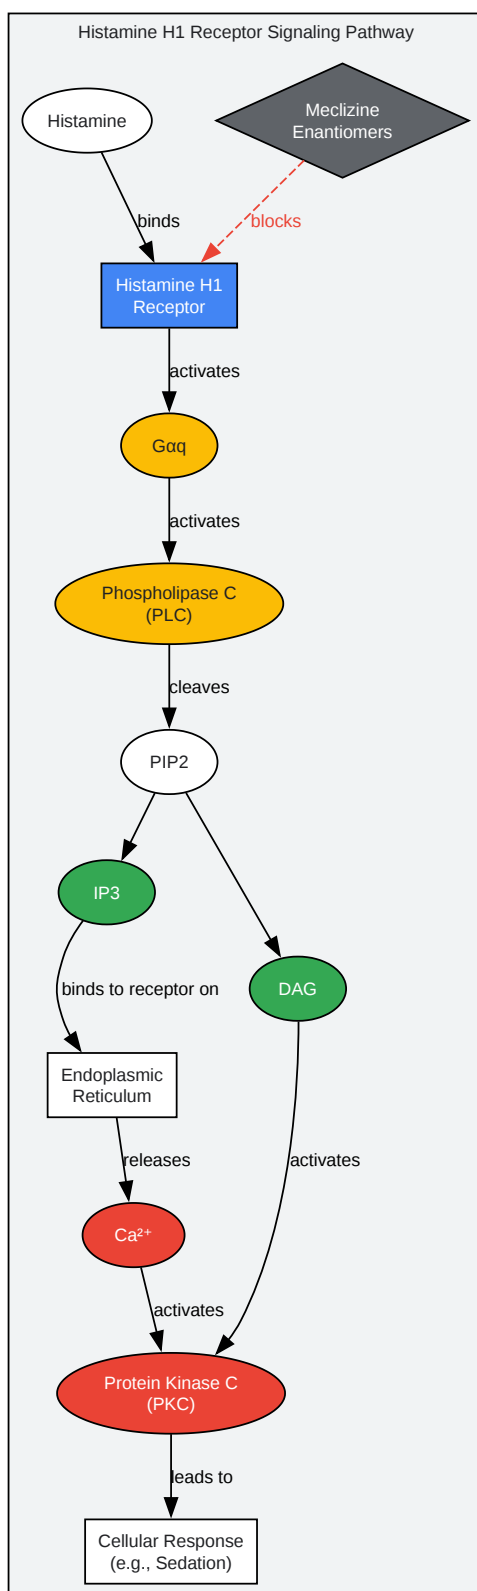 Histamine H1 Receptor Signaling Pathway
Histamine
Meclizine
Enantiomers
binds
blocks
Histamine H1
Receptor
activates
Gαq
activates
Phospholipase C
(PLC)
cleaves
PIP2
IP3
DAG
binds to receptor on
Endoplasmic
Reticulum
releases
activates
Ca²⁺
activates
Protein Kinase C
(PKC)
leads to
Cellular Response
(e.g., Sedation)